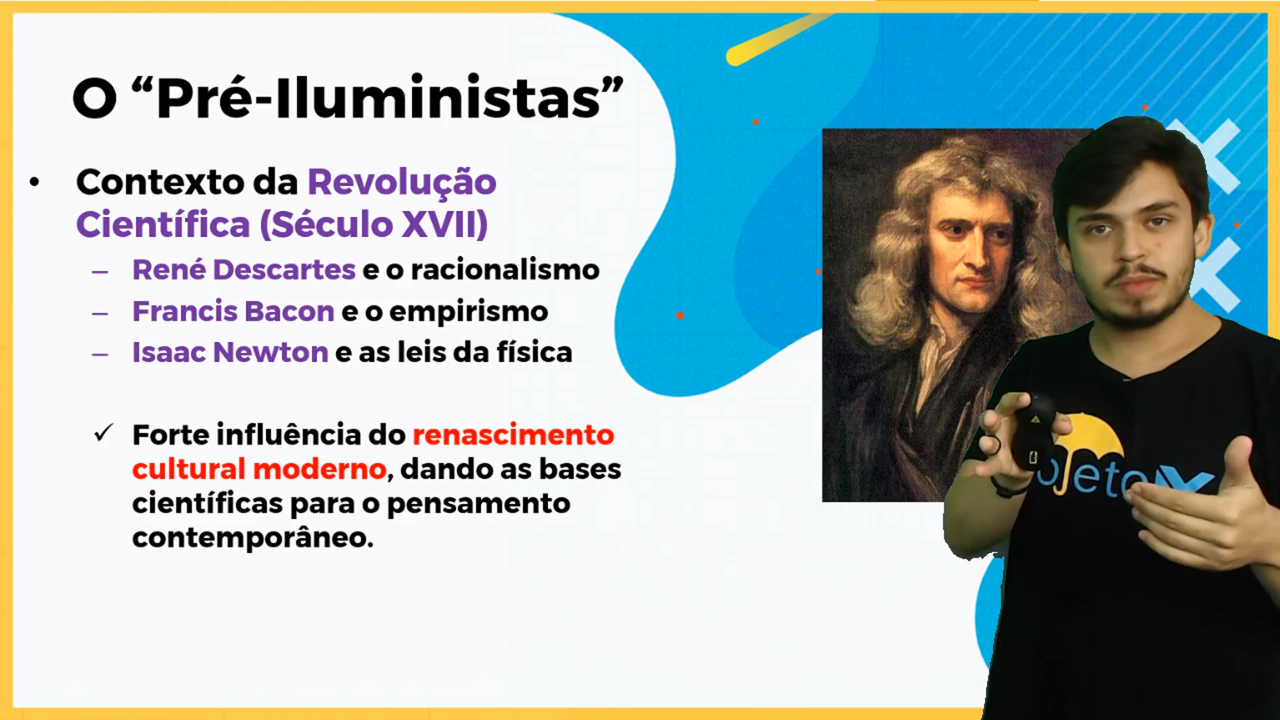 O “Pré-Iluministas”
• Contexto da Revolução
Científica (Século XVII)
– René Descartes e o racionalismo
– Francis Bacon e o empirismo
– Isaac Newton e as leis da física
✓ Forte influência do renascimento
cultural moderno, dando as bases
científicas para o pensamento
contemporâneo.